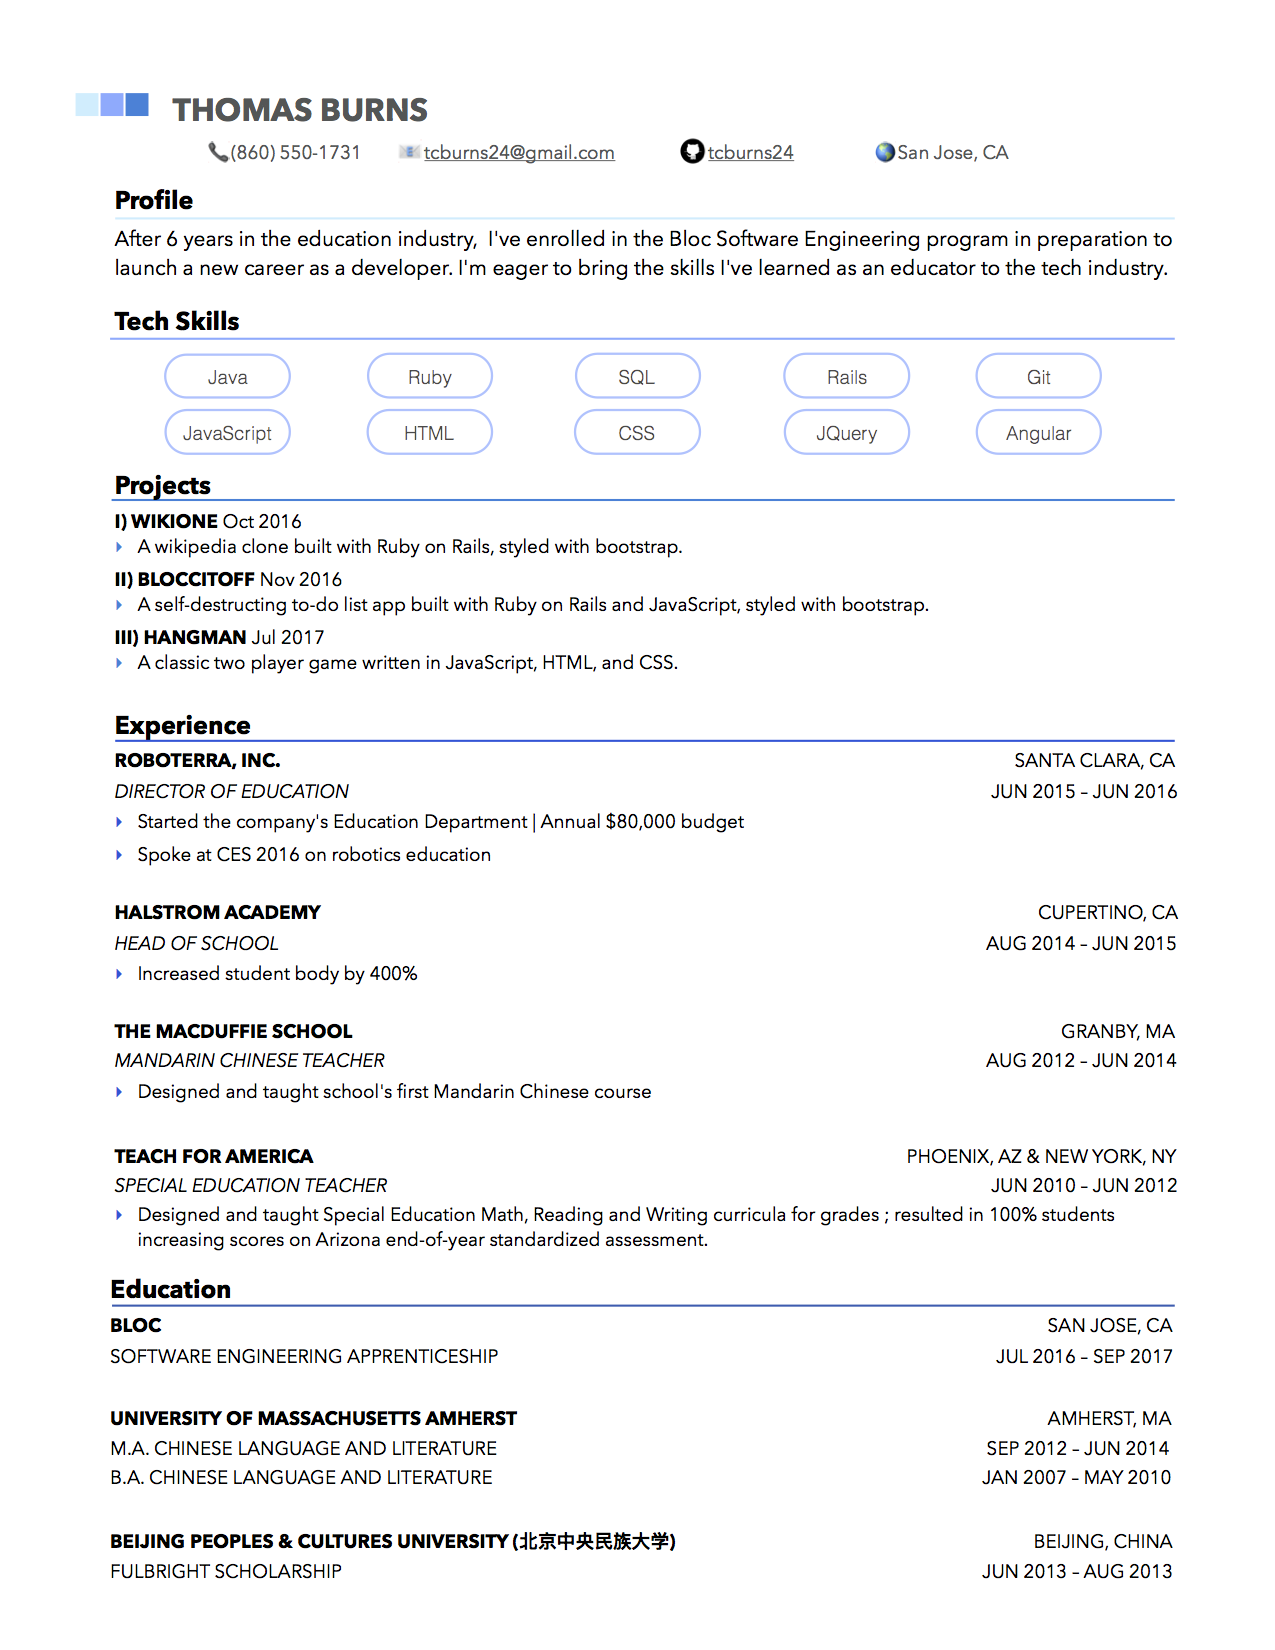 THOMAS BURNS
(860) 550-1731 tcburns24@gmail.com tcburns24 San Jose, CA
Profile
After 6 years in the education industry, I've enrolled in the Bloc Software Engineering program in preparation to
launch a new career as a developer. I'm eager to bring the skills I've learned as an educator to the tech industry.
Tech Skills
Java Ruby SQL Rails Git
JavaScript HTML CSS JQuery Angular
Projects
I) WIKIONE Oct 2016
A wikipedia clone built with Ruby on Rails, styled with bootstrap.
II) BLOCCITOFF Nov 2016
A self-destructing to-do list app built with Ruby on Rails and JavaScript, styled with bootstrap.
III) HANGMAN Jul 2017
A classic two player game written in JavaScript, HTML, and CSS.
Experience
ROBOTERRA, INC. SANTA CLARA, CA
DIRECTOR OF EDUCATION JUN 2015 – JUN 2016
Started the company's Education Department | Annual $80,000 budget
Spoke at CES 2016 on robotics education
HALSTROM ACADEMY CUPERTINO, CA
HEAD OF SCHOOL AUG 2014 – JUN 2015
Increased student body by 400%
THE MACDUFFIE SCHOOL GRANBY, MA
MANDARIN CHINESE TEACHER AUG 2012 – JUN 2014
Designed and taught school's first Mandarin Chinese course
TEACH FOR AMERICA PHOENIX, AZ & NEW YORK, NY
SPECIAL EDUCATION TEACHER JUN 2010 – JUN 2012
Designed and taught Special Education Math, Reading and Writing curricula for grades ; resulted in 100% students
increasing scores on Arizona end-of-year standardized assessment.
Education
BLOC SAN JOSE, CA
SOFTWARE ENGINEERING APPRENTICESHIP JUL 2016 – SEP 2017
UNIVERSITY OF MASSACHUSETTS AMHERST AMHERST, MA
M.A. CHINESE LANGUAGE AND LITERATURE SEP 2012 – JUN 2014
B.A. CHINESE LANGUAGE AND LITERATURE JAN 2007 – MAY 2010
BEIJING PEOPLES & CULTURES UNIVERSITY (北京中央民族大学) BEIJING, CHINA
FULBRIGHT SCHOLARSHIP JUN 2013 – AUG 2013